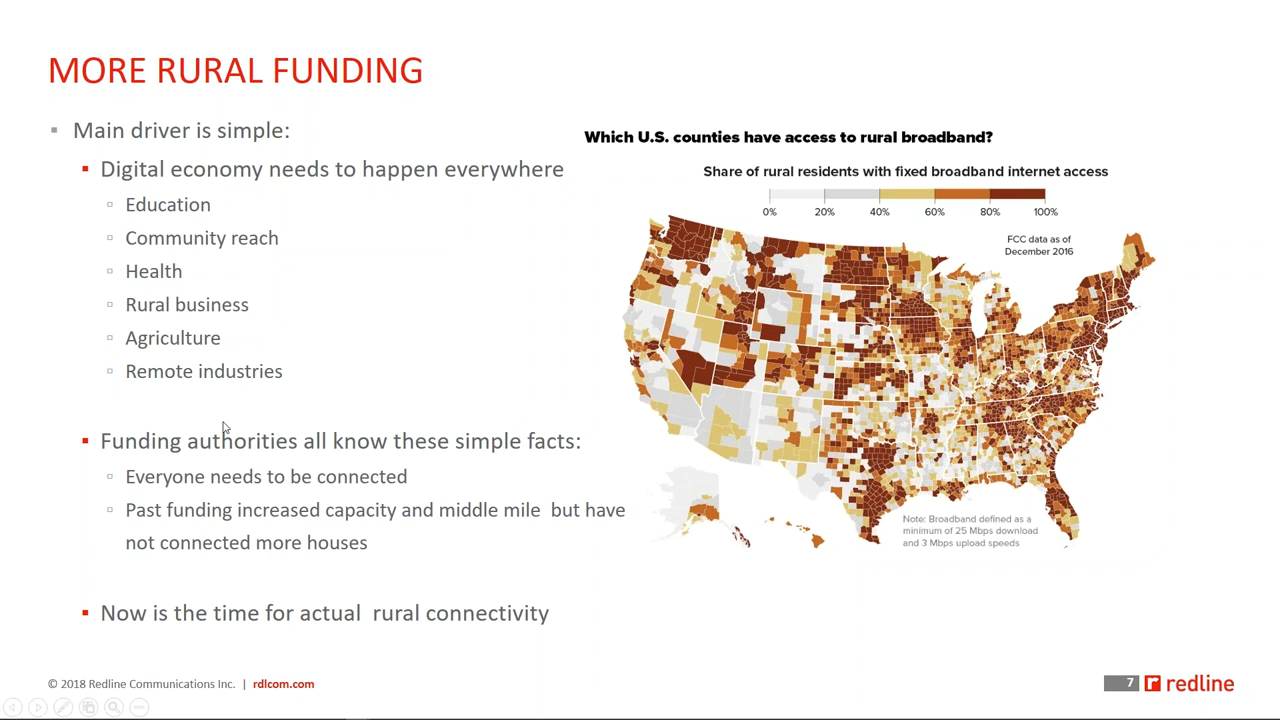 MORE RURAL FUNDING
Main driver is simple:
Digital economy needs to happen everywhere
Education
Community reach
Health
Rural business
Agriculture
Remote industries
Funding authorities all know these simple facts:
Everyone needs to be connected
Past funding increased capacity and middle mile but have
not connected more houses
Now is the time for actual rural connectivity
Which U.S. counties have access to rural broadband?
Share of rural residents with fixed broadband internet access
0% 20% 40% 60% 80% 100%
FCC data as of
December 2016
Note: Broadband defined as a
minimum of 25 Mbps download
and 3 Mbps upload speeds
© 2018 Redline Communications Inc. | rdlcom.com
7 redline